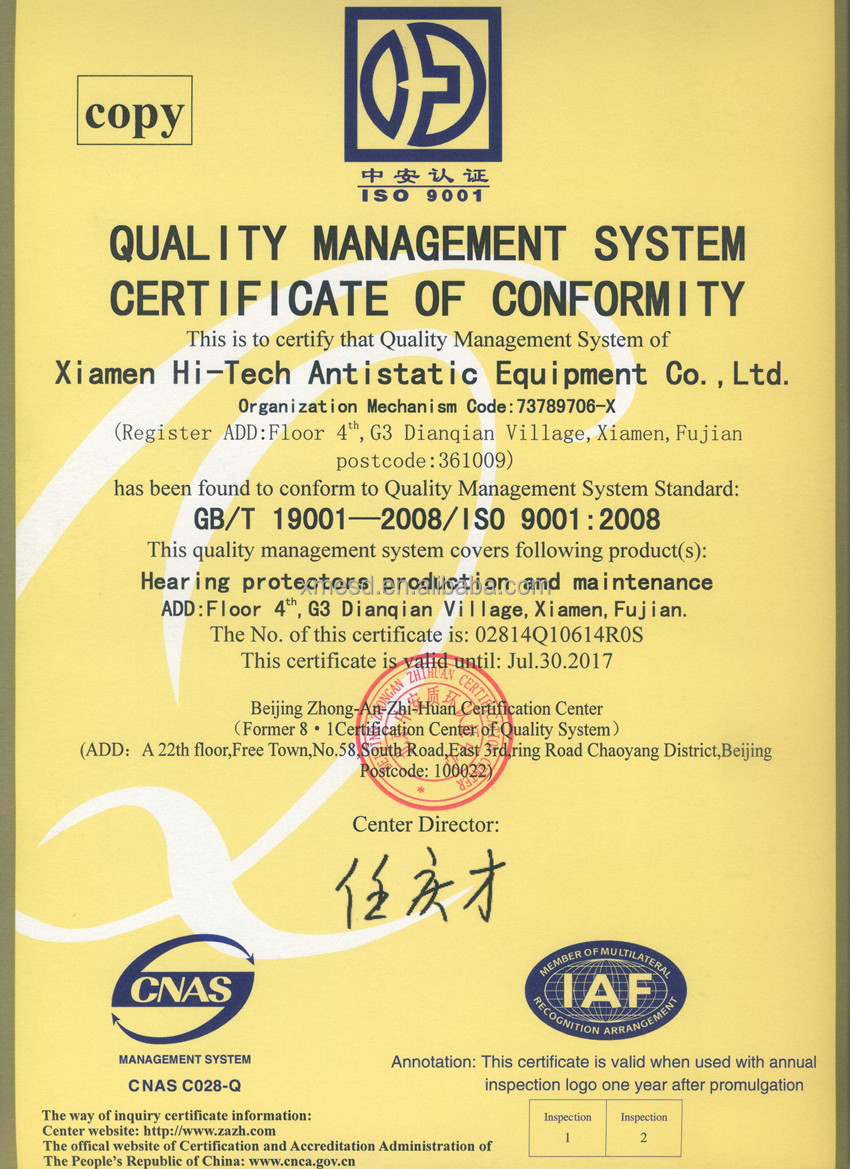 copy
中安认证
ISO 9001
QUALITY MANAGEMENT SYSTEM
CERTIFICATE OF CONFORMITY
This is to certify that Quality Management System of
Xiamen Hi-Tech Antistatic Equipment Co.,Ltd.
Organization Mechanism Code:73789706-X
(Register ADD:Floor 4th,G3 Dianqian Village,Xiamen,Fujian
postcode:361009)
has been found to conform to Quality Management System Standard:
GB/T 19001—2008/ISO 9001:2008
This quality management system covers following product(s):
Hearing protectors production and maintenance
xmesd.en.alibaba.com
ADD:Floor 4th,G3 Dianqian Village,Xiamen,Fujian.
The No. of this certificate is: 02814Q10614R0S
This certificate is valid until: Jul.30.2017
Beijing Zhong-An-Zhi-Huan Certification Center
(Former 8·1Certification Center of Quality System)
(ADD: A 22th floor,Free Town,No.58,South Road,East 3rd,ring Road Chaoyang District,Beijing
Postcode: 100022)
BEIJING ZHONGAN ZHIHUAN CERTIFICATION CENTER
Center Director:
任庆才
CNAS
MANAGEMENT SYSTEM
CNAS C028-Q
MEMBER OF MULTILATERAL
IAF
RECOGNITION ARRANGEMENT
Annotation: This certificate is valid when used with annual
inspection logo one year after promulgation
Inspection
1
Inspection
2
The way of inquiry certificate information:
Center website: http://www.zazh.com
The offical website of Certification and Accreditation Administration of
The People's Republic of China: www.cnca.gov.cn